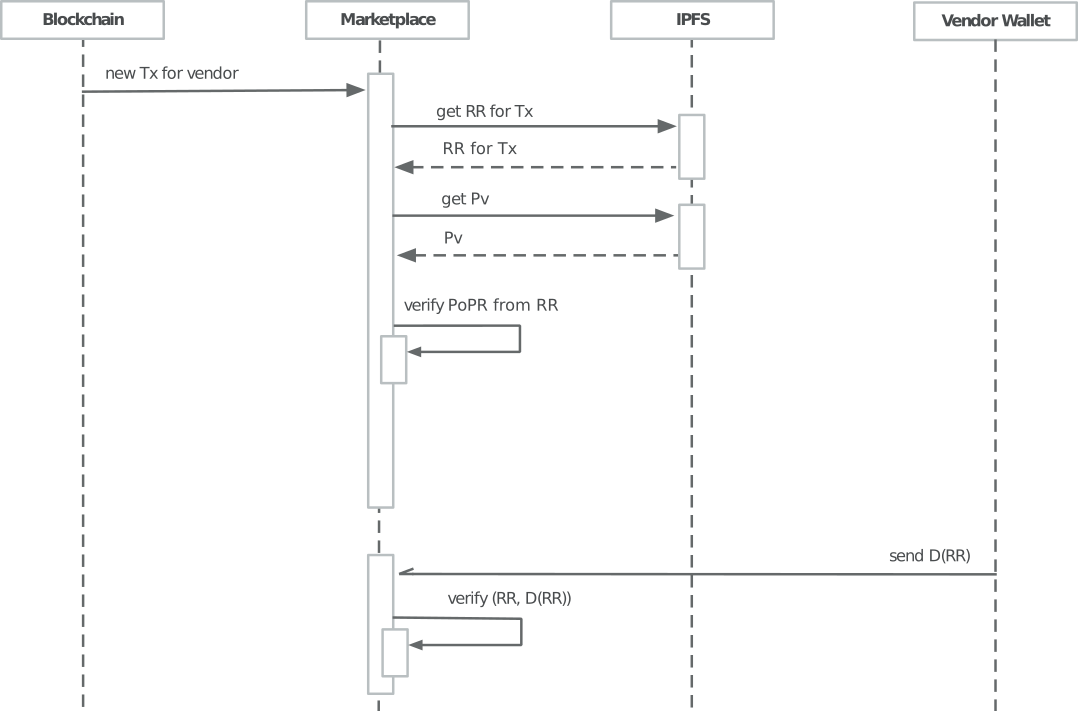 Blockchain
Marketplace
IPFS
Vendor Wallet
new Tx for vendor
get RR for Tx
RR for Tx
get Pv
Pv
verify PoPR from RR
send D(RR)
verify (RR, D(RR))